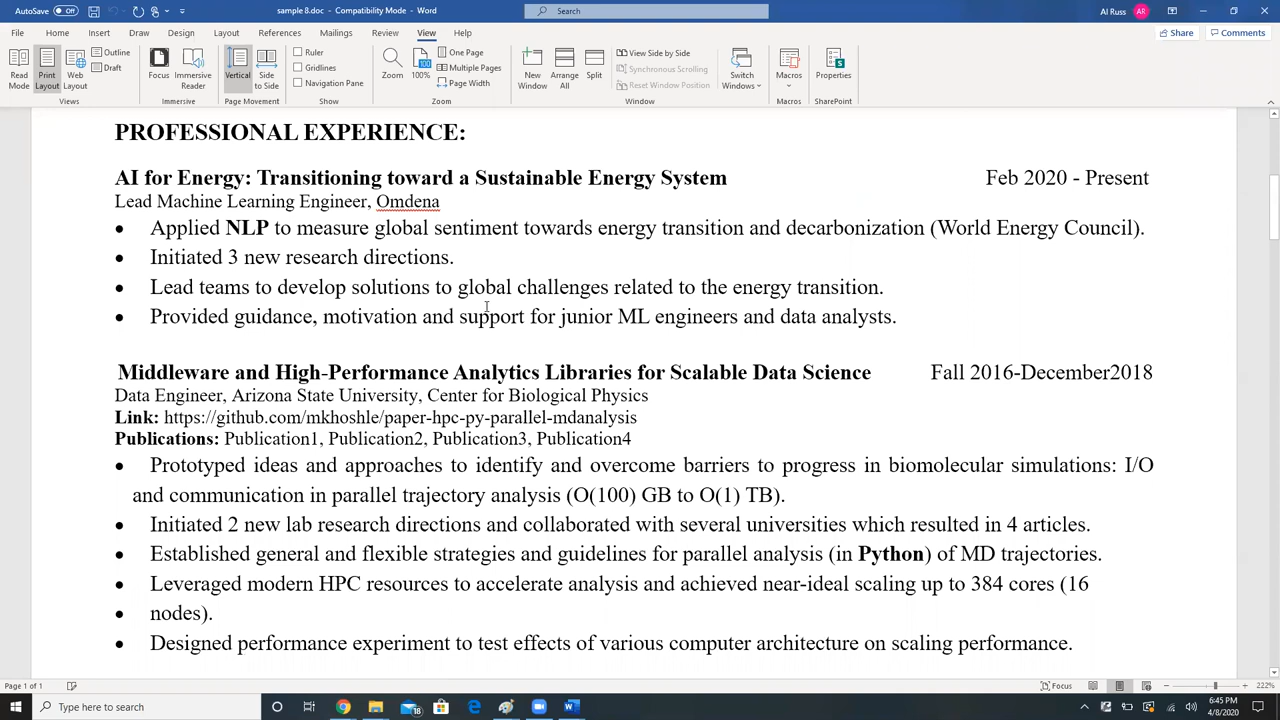 AutoSave Off sample 8.doc - Compatibility Mode - Word Search Al Russ AR
File Home Insert Draw Design Layout References Mailings Review View Help Share Comments
Read Mode Print Layout Web Layout Outline Draft Focus Immersive Reader Vertical Side to Side Ruler Gridlines Navigation Pane Zoom 100% One Page Multiple Pages Page Width New Window Arrange All Split View Side by Side Synchronous Scrolling Reset Window Position Switch Windows Macros Properties
Views Immersive Page Movement Show Zoom Window Macros SharePoint
PROFESSIONAL EXPERIENCE:
AI for Energy: Transitioning toward a Sustainable Energy System Feb 2020 - Present
Lead Machine Learning Engineer, Omdena
• Applied NLP to measure global sentiment towards energy transition and decarbonization (World Energy Council).
• Initiated 3 new research directions.
• Lead teams to develop solutions to global challenges related to the energy transition.
• Provided guidance, motivation and support for junior ML engineers and data analysts.
Middleware and High-Performance Analytics Libraries for Scalable Data Science Fall 2016-December2018
Data Engineer, Arizona State University, Center for Biological Physics
Link: https://github.com/mkhoshle/paper-hpc-py-parallel-mdanalysis
Publications: Publication1, Publication2, Publication3, Publication4
• Prototyped ideas and approaches to identify and overcome barriers to progress in biomolecular simulations: I/O
and communication in parallel trajectory analysis (O(100) GB to O(1) TB).
• Initiated 2 new lab research directions and collaborated with several universities which resulted in 4 articles.
• Established general and flexible strategies and guidelines for parallel analysis (in Python) of MD trajectories.
• Leveraged modern HPC resources to accelerate analysis and achieved near-ideal scaling up to 384 cores (16
• nodes).
• Designed performance experiment to test effects of various computer architecture on scaling performance.
Page 1 of 1 Focus 222%
Type here to search 18 6:45 PM
4/8/2020